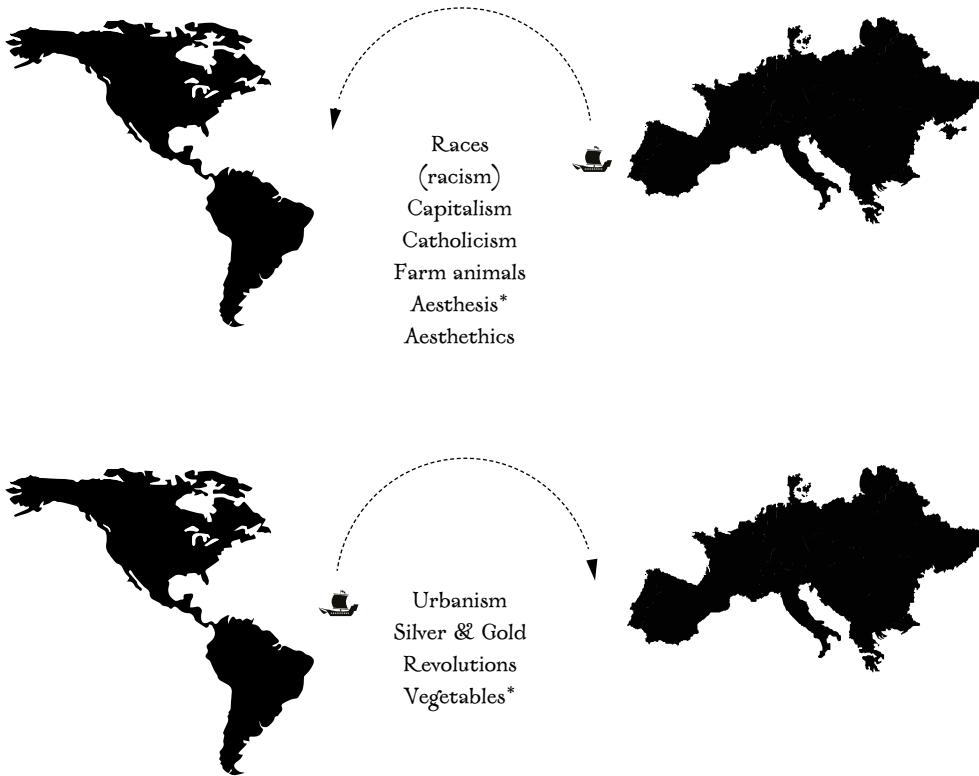 Races
(racism)
Capitalism
Catholicism
Farm animals
Aesthesis*
Aesthethics
Urbanism
Silver & Gold
Revolutions
Vegetables*